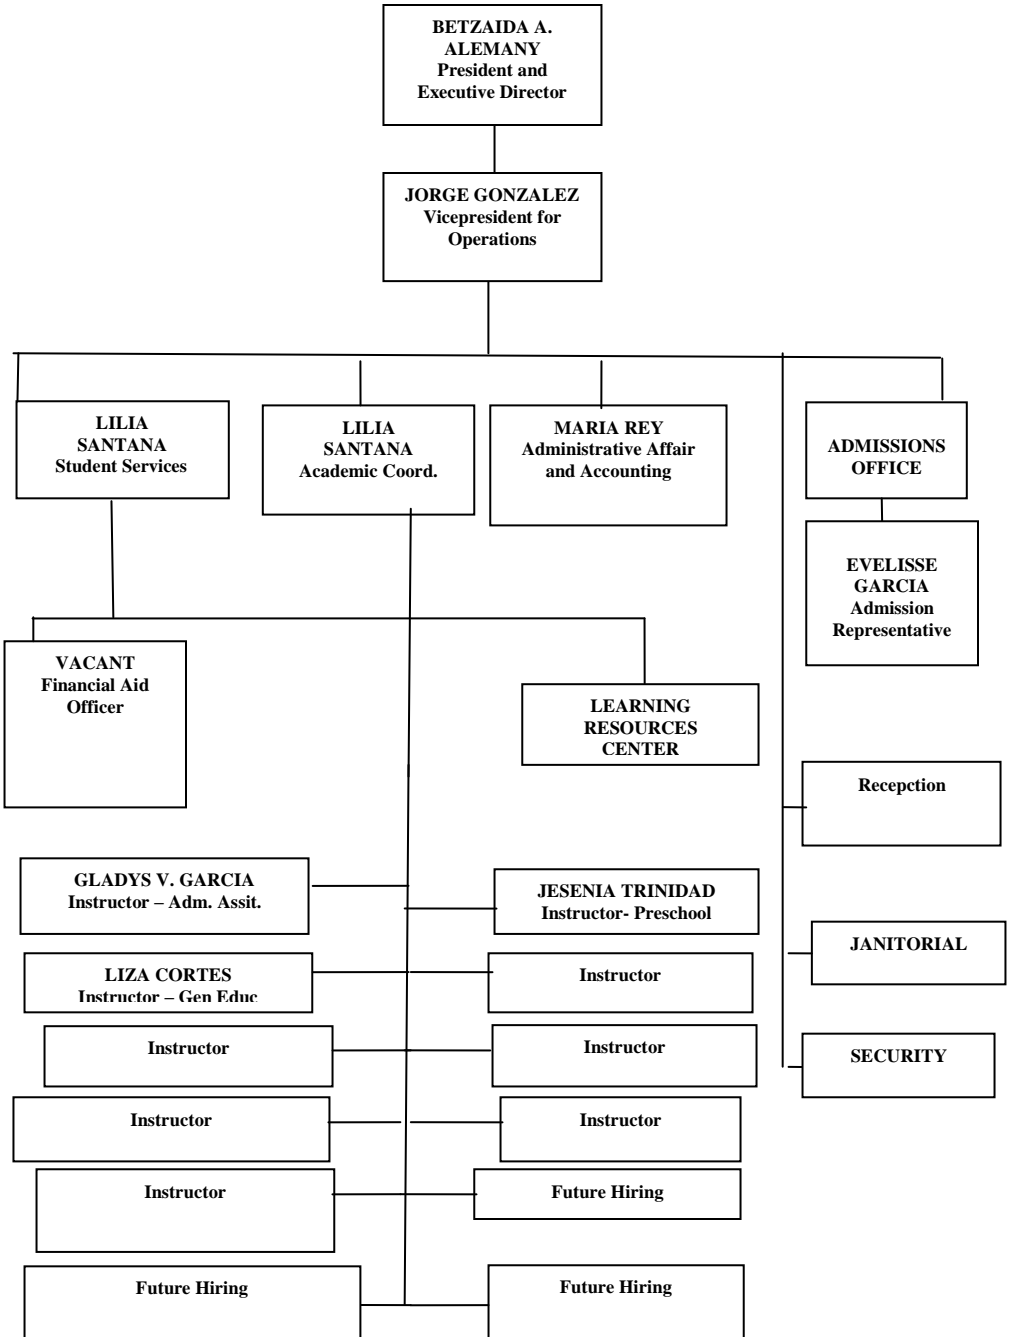 BETZAIDA A.
ALEMANY
President and
Executive Director
JORGE GONZALEZ
Vicepresident for
Operations
LILIA
SANTANA
Student Services
LILIA
SANTANA
Academic Coord.
MARIA REY
Administrative Affair
and Accounting
ADMISSIONS
OFFICE
EVELISSE
GARCIA
Admission
Representative
VACANT
Financial Aid
Officer
LEARNING
RESOURCES
CENTER
Recepction
GLADYS V. GARCIA
Instructor – Adm. Assit.
JESENIA TRINIDAD
Instructor- Preschool
JANITORIAL
LIZA CORTES
Instructor – Gen Educ
Instructor
Instructor
Instructor
SECURITY
Instructor
Instructor
Instructor
Future Hiring
Future Hiring
Future Hiring